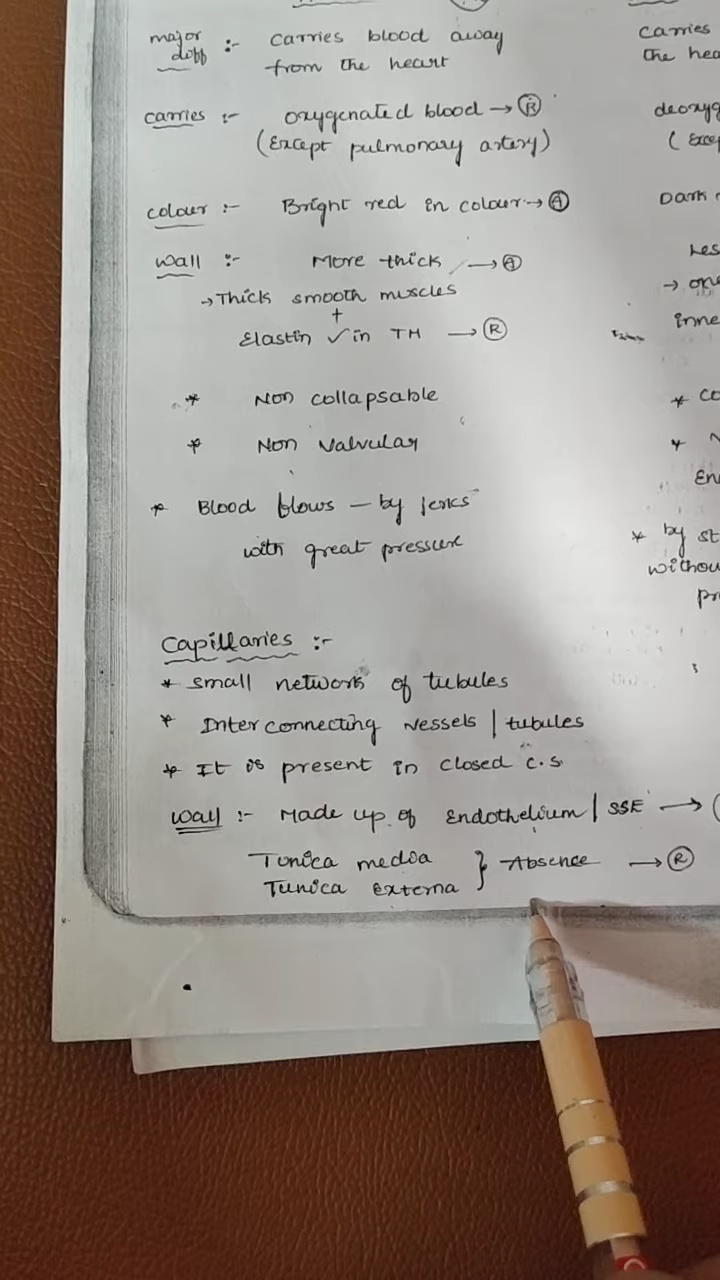 major diff :- Carries blood away
from the heart
carries :- oxygenated blood → Ⓡ
(Except pulmonary artery)
colour :- Bright red in colour → Ⓐ
Wall :- More thick → Ⓐ
→ Thick smooth muscles
+
Elastin ✓ in TM → Ⓡ
* Non collapsable
* Non valvular
* Blood flows - by jerks
with great pressure
carries
the hea
deoxyg
( Exce
Dark
Les
→ one
inne
* Co
*
En
* by st
withou
pr
Capillaries :-
* Small network of tubules
* Interconnecting vessels | tubules
* It is present in closed c.s.
Wall :- Made up of Endothelium | SSE →
Tunica media } Absence → Ⓡ
Tunica externa